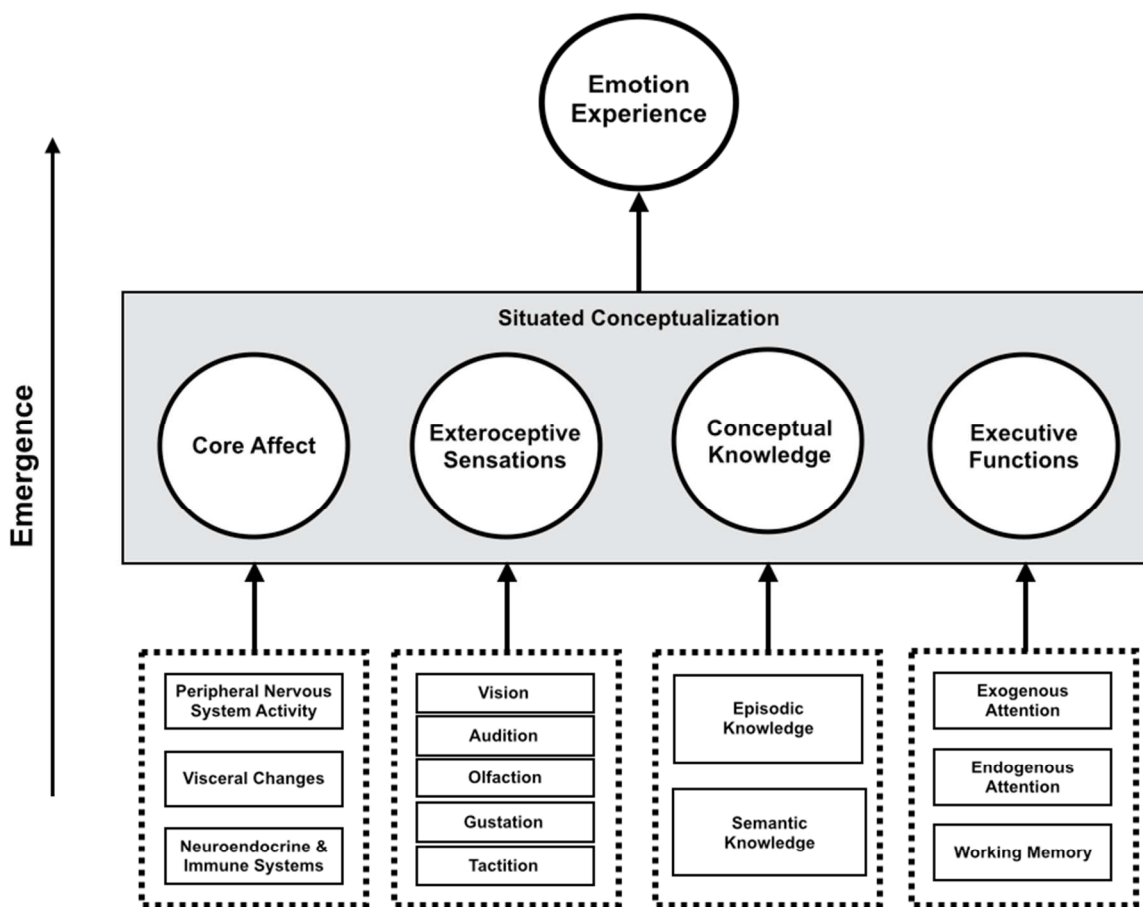 Emotion
Experience
Emergence
Situated Conceptualization
Core Affect
Exteroceptive
Sensations
Conceptual
Knowledge
Executive
Functions
Peripheral Nervous
System Activity
Visceral Changes
Neuroendocrine &
Immune Systems
Vision
Audition
Olfaction
Gustation
Tactition
Episodic
Knowledge
Semantic
Knowledge
Exogenous
Attention
Endogenous
Attention
Working Memory